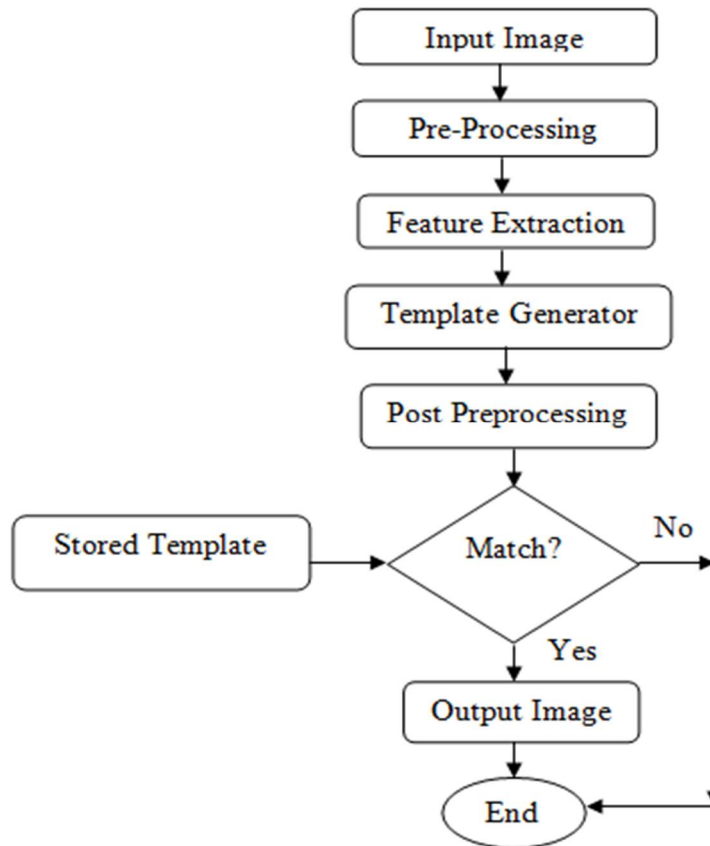 Input Image
Pre-Processing
Feature Extraction
Template Generator
Post Preprocessing
Stored Template
Match?
No
Yes
Output Image
End